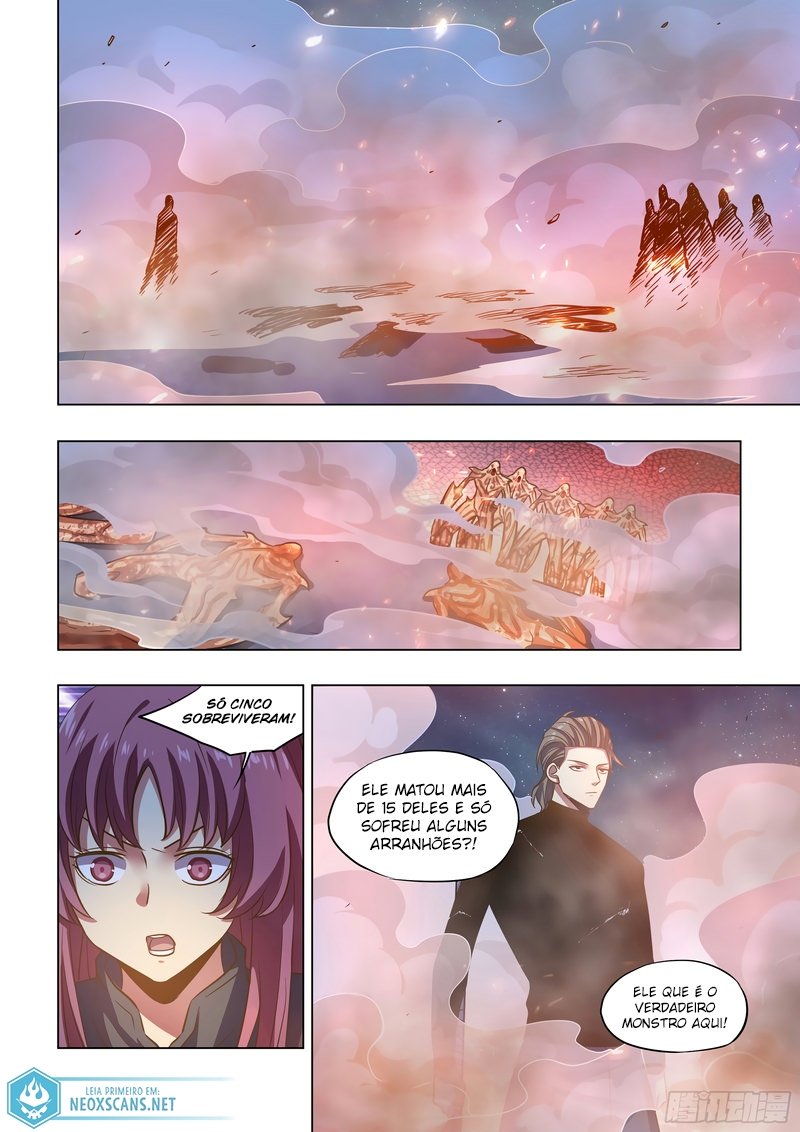 SÓ CINCO
SOBREVIVERAM!
ELE MATOU MAIS
DE 15 DELES E SÓ
SOFREU ALGUNS
ARRANHÕES?!
ELE QUE É O
VERDADEIRO
MONSTRO AQUI!
LEIA PRIMEIRO EM:
NEOXSCANS.NET
腾讯动漫